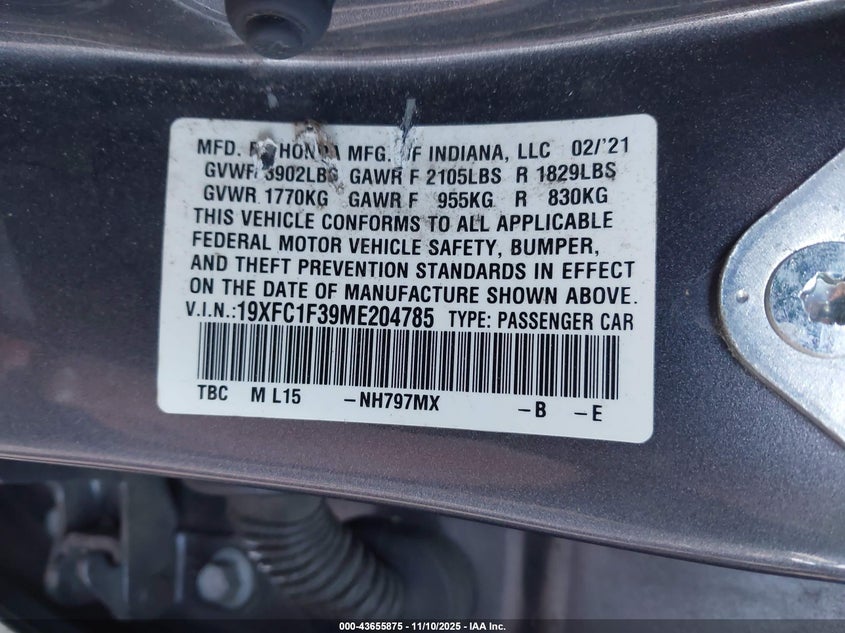 MFD. HONDA MFG. OF INDIANA, LLC 02/'21
GVWR 3902LBS GAWR F 2105LBS R 1829LBS
GVWR 1770KG GAWR F 955KG R 830KG
THIS VEHICLE CONFORMS TO ALL APPLICABLE
FEDERAL MOTOR VEHICLE SAFETY, BUMPER,
AND THEFT PREVENTION STANDARDS IN EFFECT
ON THE DATE OF MANUFACTURE SHOWN ABOVE.
V.I.N.:19XFC1F39ME204785 TYPE: PASSENGER CAR
TBC M L15 -NH797MX -B -E
000-43655875 - 11/10/2025 - IAA Inc.